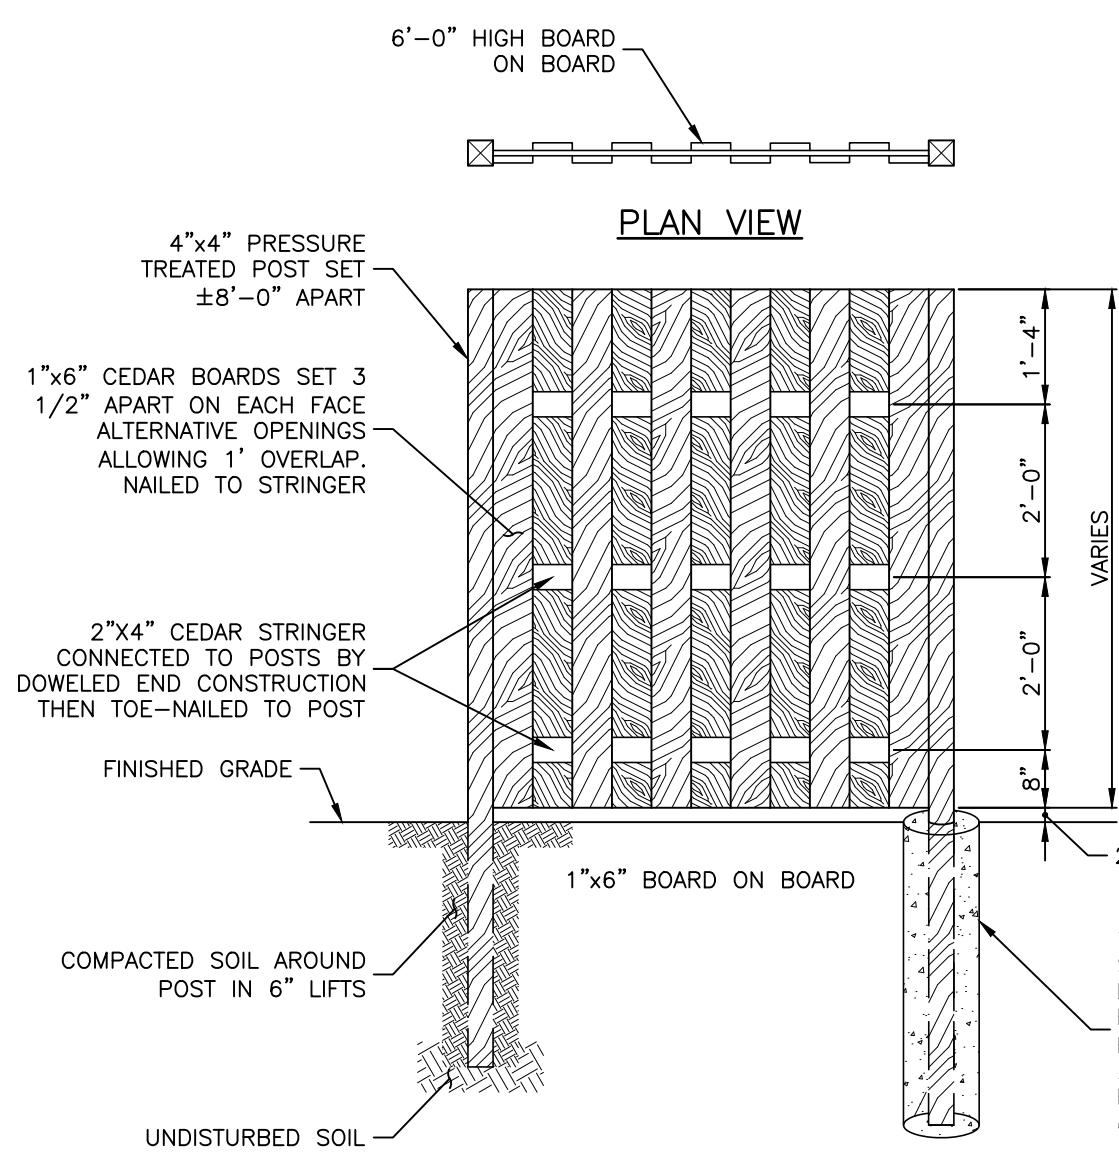 6'-0" HIGH BOARD
ON BOARD
PLAN VIEW
4"x4" PRESSURE
TREATED POST SET
±8'-0" APART
1"x6" CEDAR BOARDS SET 3
1/2" APART ON EACH FACE
ALTERNATIVE OPENINGS
ALLOWING 1' OVERLAP.
NAILED TO STRINGER
2"X4" CEDAR STRINGER
CONNECTED TO POSTS BY
DOWELED END CONSTRUCTION
THEN TOE-NAILED TO POST
FINISHED GRADE
1'-4"
2'-0"
2'-0"
8"
VARIES
1"x6" BOARD ON BOARD
COMPACTED SOIL AROUND
POST IN 6" LIFTS
UNDISTURBED SOIL